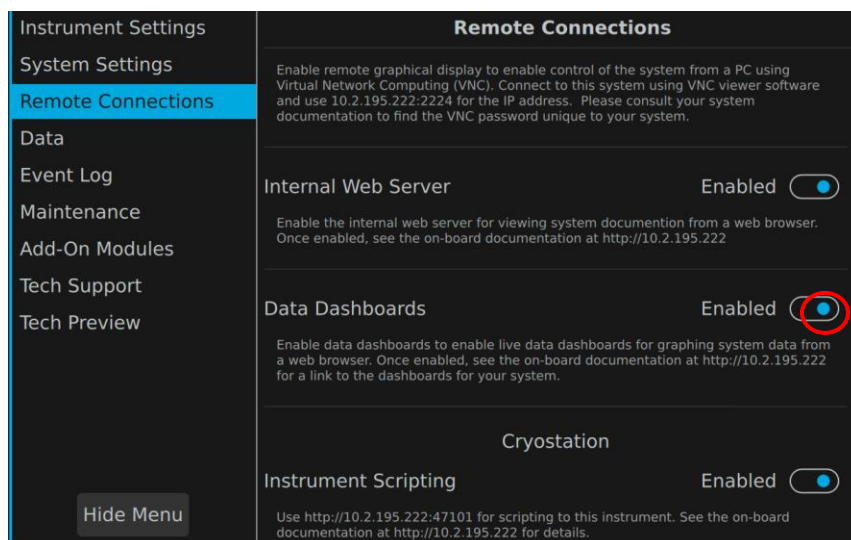 Instrument Settings
System Settings
Remote Connections
Data
Event Log
Maintenance
Add-On Modules
Tech Support
Tech Preview
Hide Menu
Remote Connections
Enable remote graphical display to enable control of the system from a PC using
Virtual Network Computing (VNC). Connect to this system using VNC viewer software
and use 10.2.195.222:2224 for the IP address. Please consult your system
documentation to find the VNC password unique to your system.
Internal Web Server Enabled
Enable the internal web server for viewing system documention from a web browser.
Once enabled, see the on-board documentation at http://10.2.195.222
Data Dashboards Enabled
Enable data dashboards to enable live data dashboards for graphing system data from
a web browser. Once enabled, see the on-board documentation at http://10.2.195.222
for a link to the dashboards for your system.
Cryostation
Instrument Scripting Enabled
Use http://10.2.195.222:47101 for scripting to this instrument. See the on-board
documentation at http://10.2.195.222 for details.